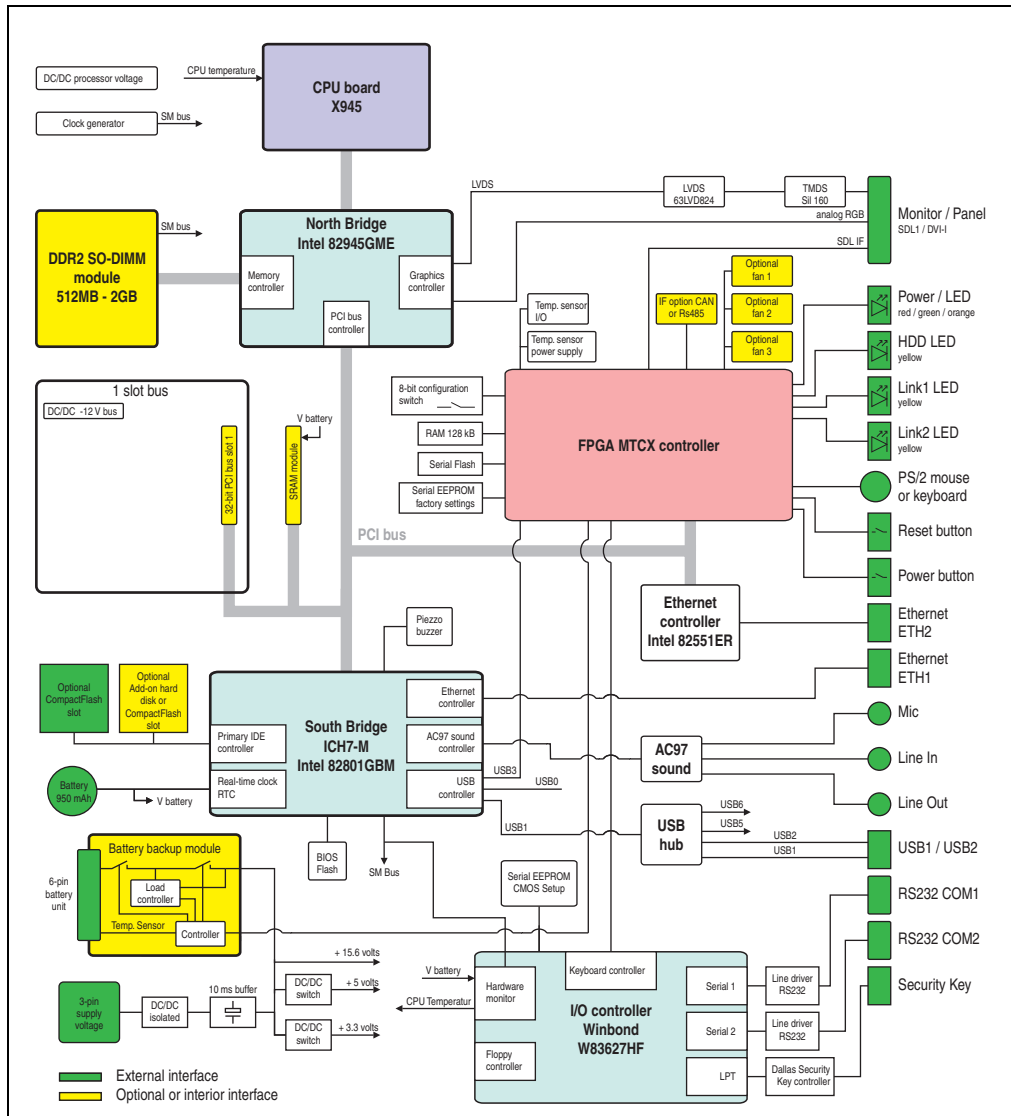 DC/DC processor voltage
CPU temperature
CPU board
X945
Clock generator
SM bus
LVDS
LVDS
63LVD824
TMDS
Sil 160
analog RGB
SDL IF
Monitor / Panel
SDL1 / DVI-I
DDR2 SO-DIMM
module
512MB - 2GB
SM bus
North Bridge
Intel 82945GME
Memory
controller
Graphics
controller
PCI bus
controller
Temp. sensor
I/O
Temp. sensor
power supply
IF option CAN
or Rs485
Optional
fan 1
Optional
fan 2
Optional
fan 3
Power / LED
red / green / orange
HDD LED
yellow
Link1 LED
yellow
Link2 LED
yellow
1 slot bus
DC/DC -12 V bus
32-bit PCI bus slot 1
SRAM module
V battery
8-bit configuration
switch
RAM 128 kB
Serial Flash
Serial EEPROM
factory settings
FPGA MTCX controller
PS/2 mouse
or keyboard
Reset button
Power button
PCI bus
Ethernet
controller
Intel 82551ER
Ethernet
ETH2
Ethernet
ETH1
Piezzo
buzzer
Optional
CompactFlash
slot
Optional
Add-on hard
disk or
CompactFlash
slot
South Bridge
ICH7-M
Intel 82801GBM
Ethernet
controller
Primary IDE
controller
AC97 sound
controller
Real-time clock
RTC
USB
controller
Battery
950 mAh
V battery
USB3
USB0
USB1
AC97
sound
Mic
Line In
Line Out
USB
hub
USB6
USB5
USB2
USB1
USB1 / USB2
BIOS
Flash
SM Bus
Serial EEPROM
CMOS Setup
Battery backup module
6-pin
battery
unit
Load
controller
Temp. Sensor
Controller
+ 15.6 volts
DC/DC
switch
+ 5 volts
DC/DC
switch
+ 3.3 volts
3-pin
supply
voltage
DC/DC
isolated
10 ms buffer
V battery
CPU Temperatur
Hardware
monitor
Keyboard controller
Floppy
controller
I/O controller
Winbond
W83627HF
Serial 1
Serial 2
LPT
Line driver
RS232
Line driver
RS232
Dallas Security
Key controller
RS232 COM1
RS232 COM2
Security Key
External interface
Optional or interior interface